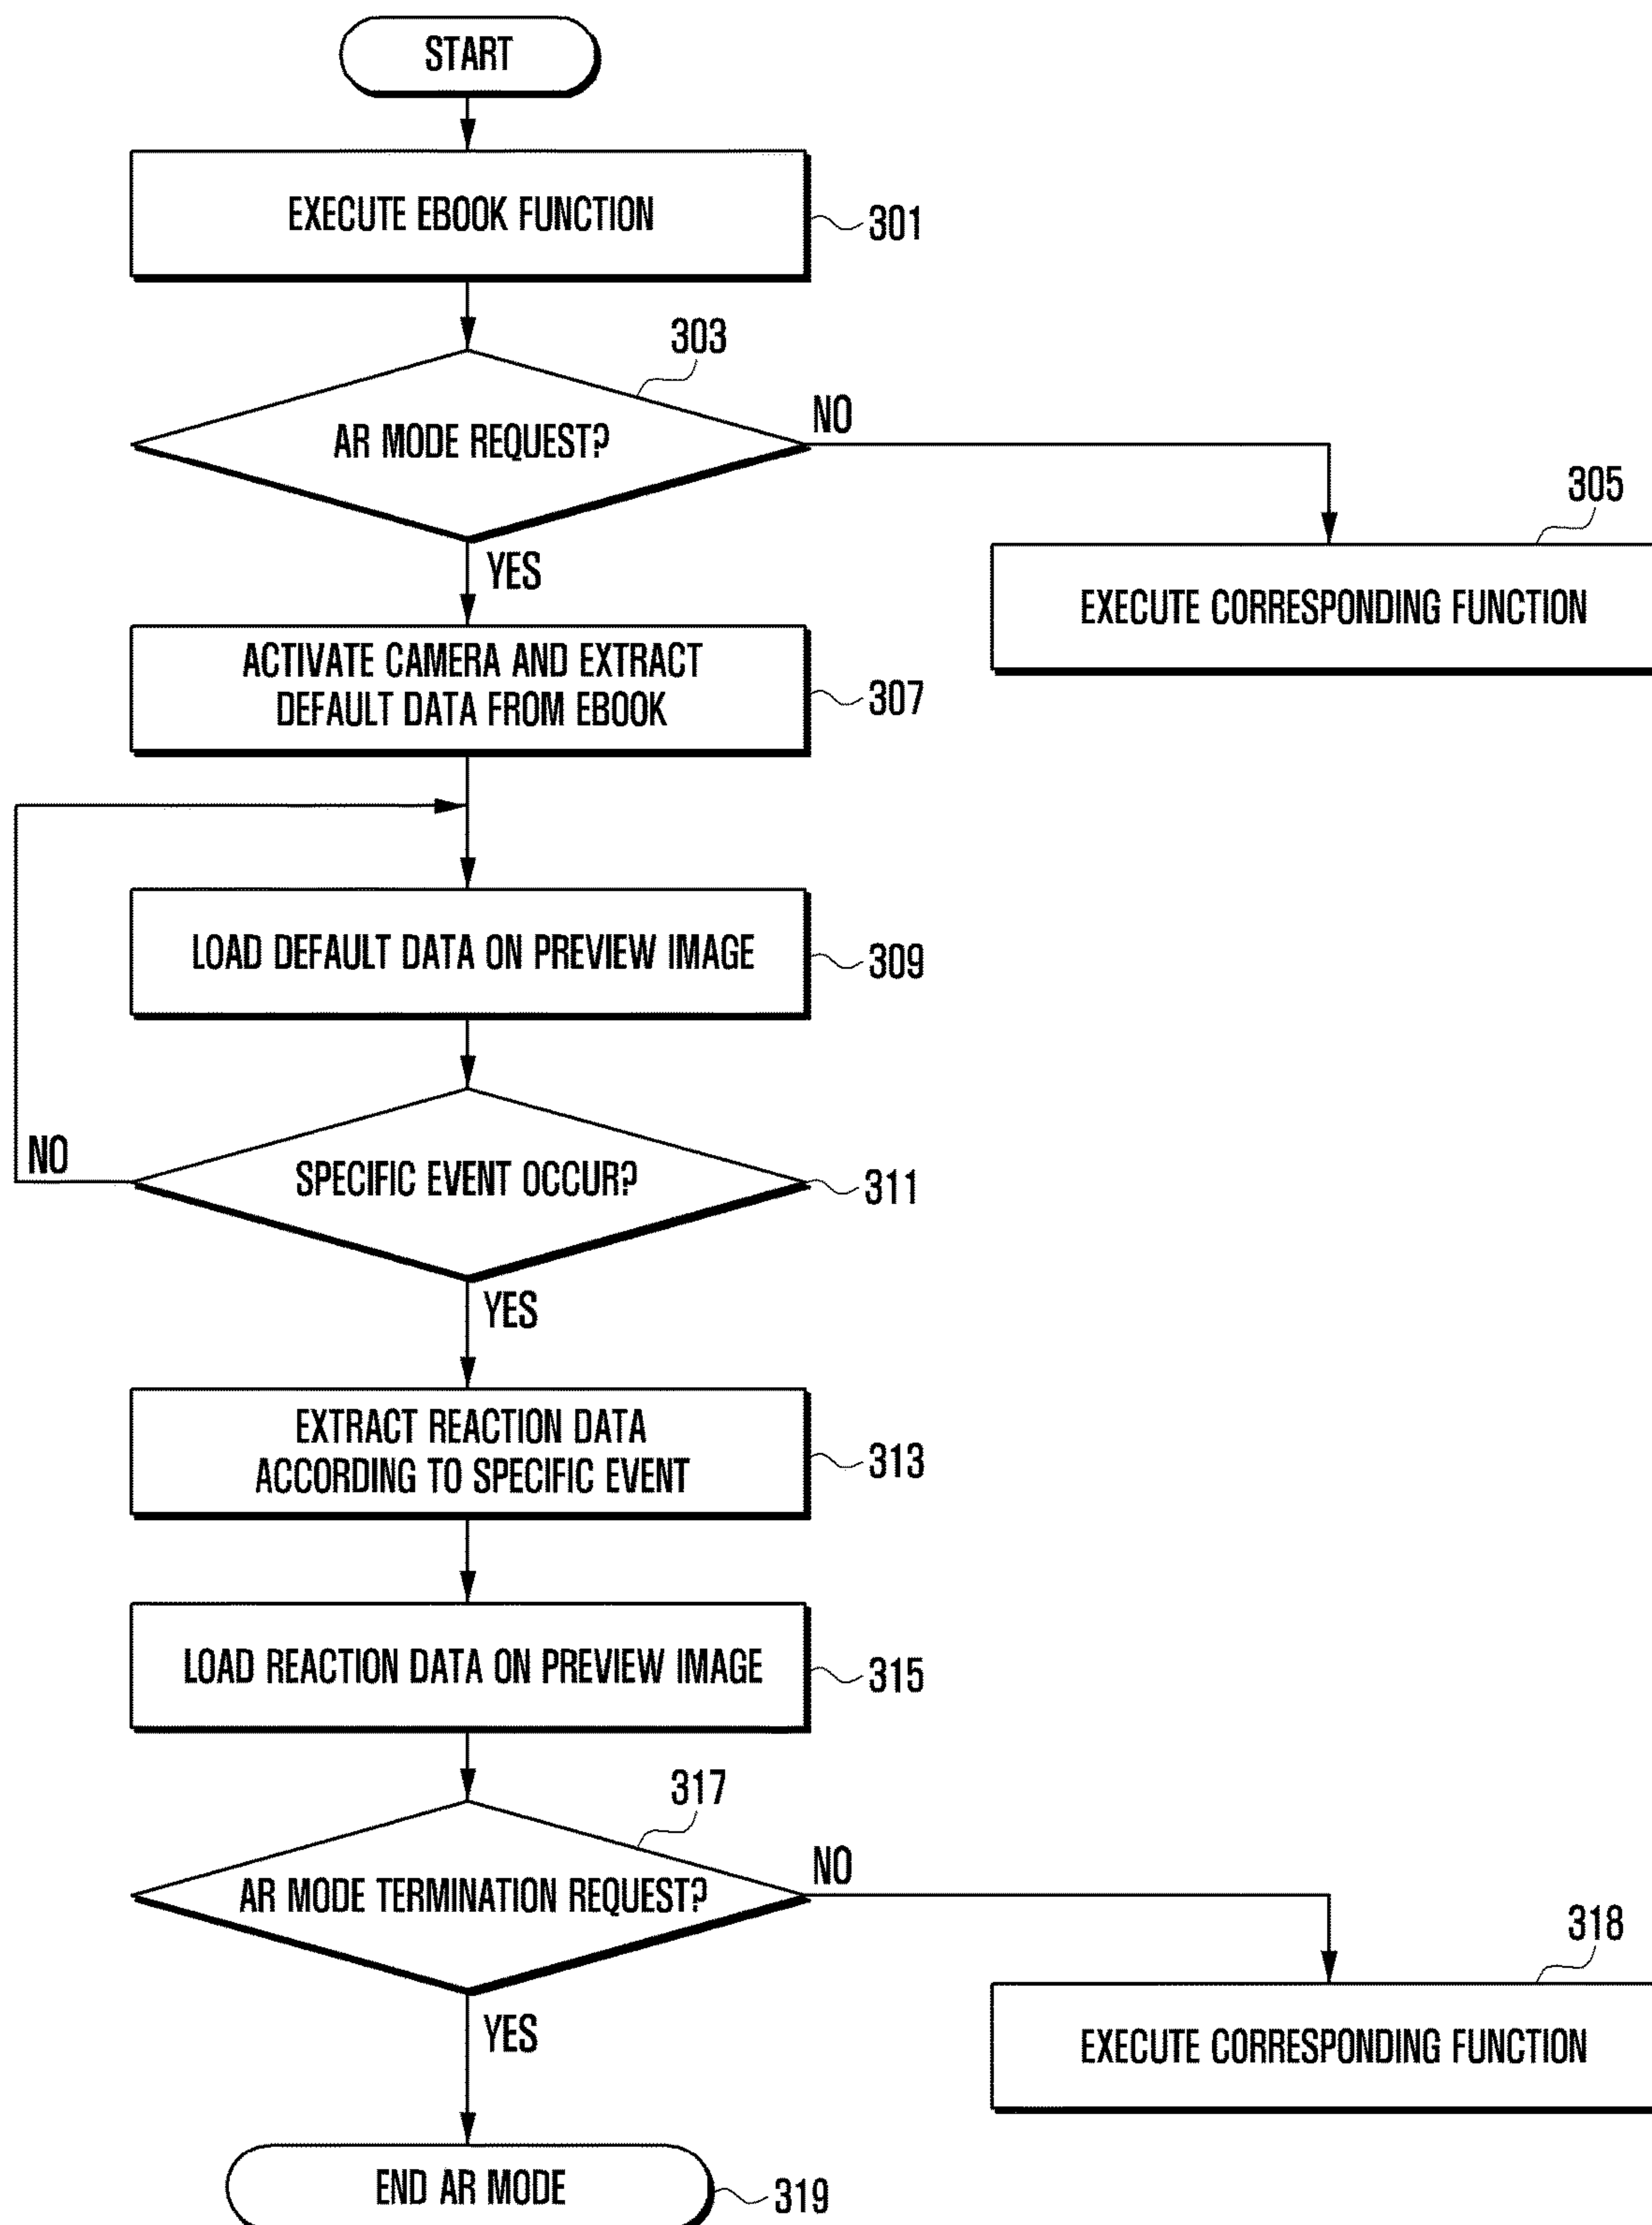 START
EXECUTE EBOOK FUNCTION
301
303
AR MODE REQUEST?
NO
305
YES
EXECUTE CORRESPONDING FUNCTION
ACTIVATE CAMERA AND EXTRACT
DEFAULT DATA FROM EBOOK
307
LOAD DEFAULT DATA ON PREVIEW IMAGE
309
NO
SPECIFIC EVENT OCCUR?
311
YES
EXTRACT REACTION DATA
ACCORDING TO SPECIFIC EVENT
313
LOAD REACTION DATA ON PREVIEW IMAGE
315
317
AR MODE TERMINATION REQUEST?
NO
318
YES
EXECUTE CORRESPONDING FUNCTION
END AR MODE
319